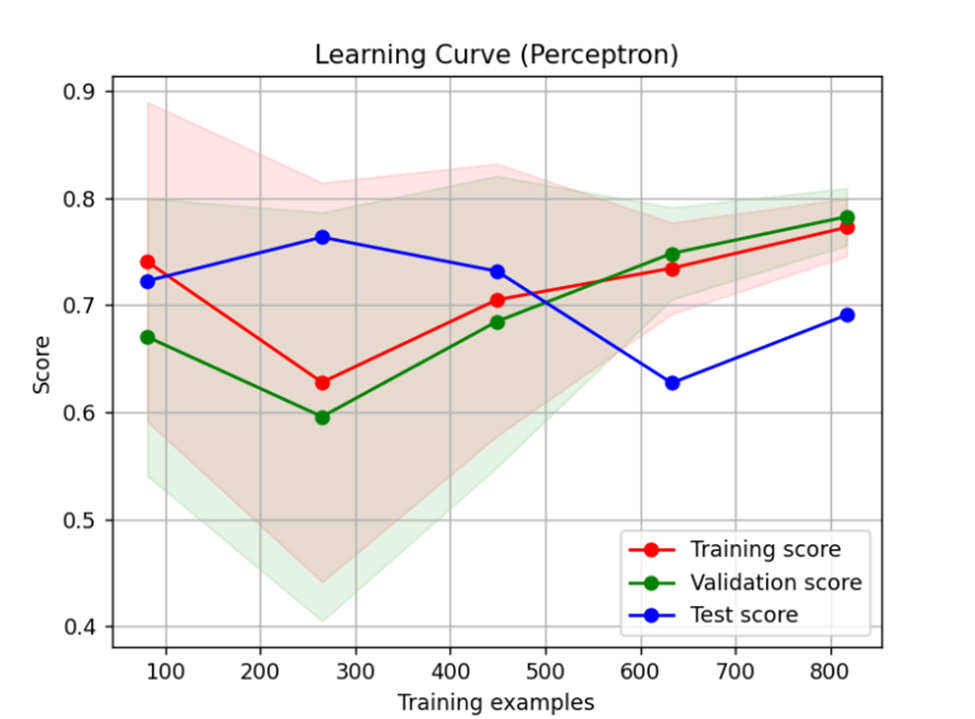 Learning Curve (Perceptron)
0.9
0.8
0.7
0.6
0.5
0.4
Score
100 200 300 400 500 600 700 800
Training examples
Training score
Validation score
Test score